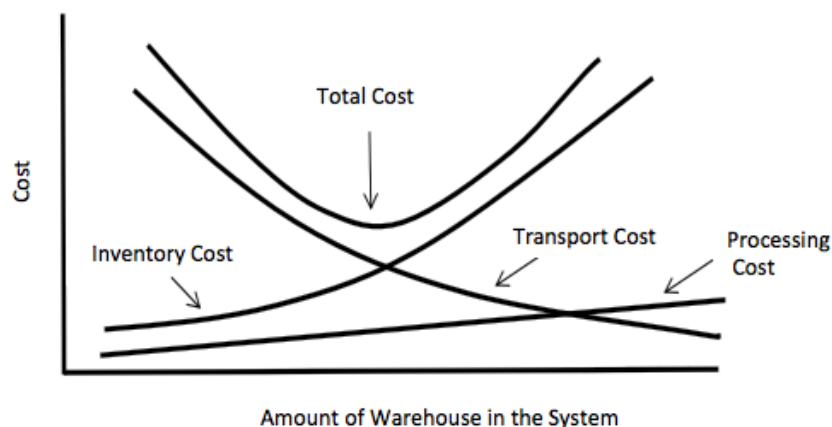 Total Cost
Cost
Inventory Cost
Transport Cost
Processing
Cost
Amount of Warehouse in the System